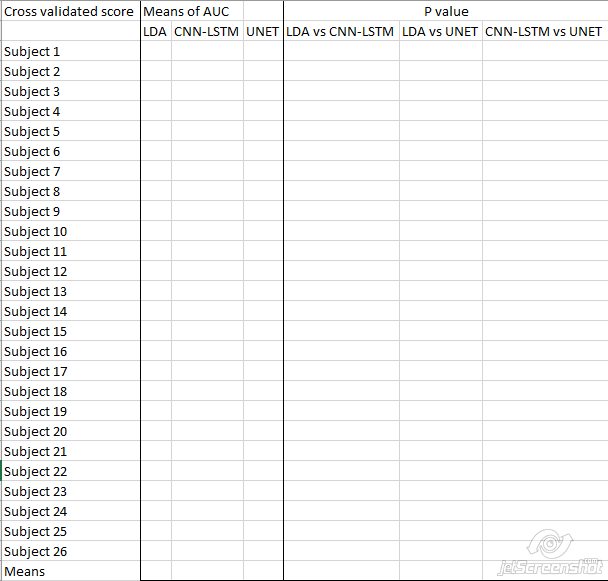 Cross validated score Means of AUC P value
LDA CNN-LSTM UNET LDA vs CNN-LSTM LDA vs UNET CNN-LSTM vs UNET
Subject 1
Subject 2
Subject 3
Subject 4
Subject 5
Subject 6
Subject 7
Subject 8
Subject 9
Subject 10
Subject 11
Subject 12
Subject 13
Subject 14
Subject 15
Subject 16
Subject 17
Subject 18
Subject 19
Subject 20
Subject 21
Subject 22
Subject 23
Subject 24
Subject 25
Subject 26
Means
jetScreenshot.com